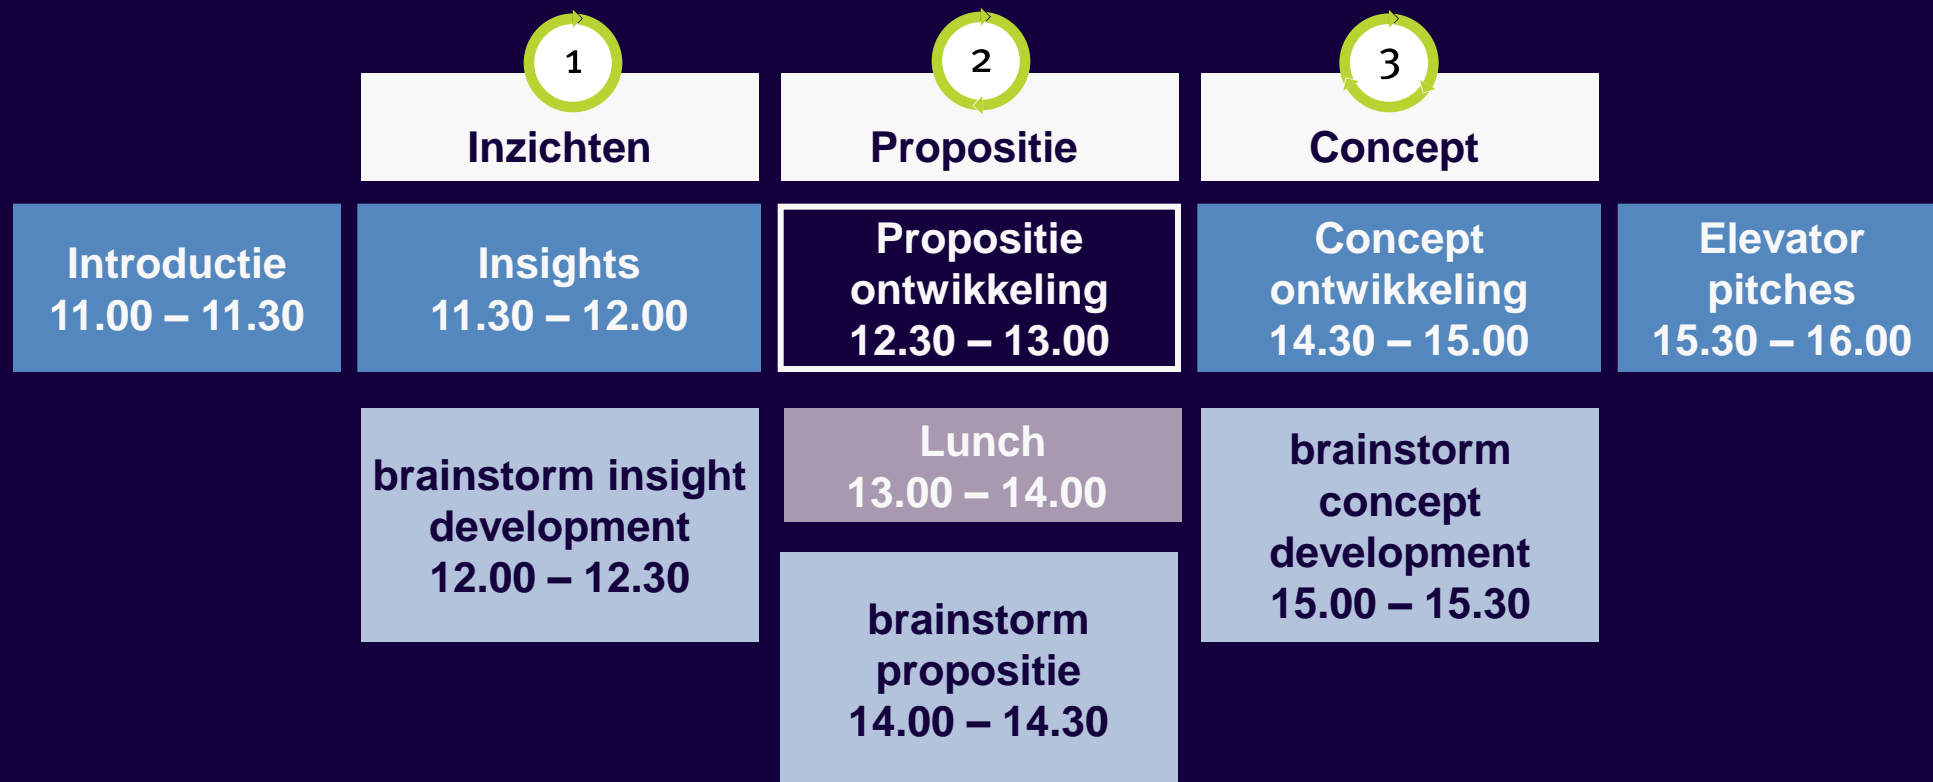 1
Inzichten
2
Propositie
3
Concept
Introductie
11.00 – 11.30
Insights
11.30 – 12.00
Propositie
ontwikkeling
12.30 – 13.00
Concept
ontwikkeling
14.30 – 15.00
Elevator
pitches
15.30 – 16.00
brainstorm insight
development
12.00 – 12.30
Lunch
13.00 – 14.00
brainstorm
propositie
14.00 – 14.30
brainstorm
concept
development
15.00 – 15.30